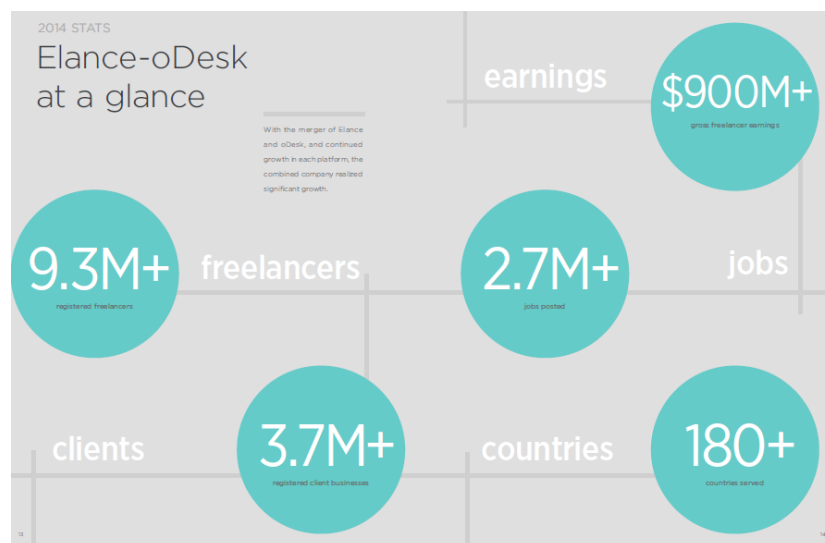 2014 STATS
Elance-oDesk
at a glance
With the merger of Elance
and oDesk, and continued
growth in each platform, the
combined company realized
significant growth.
earnings
$900M+
gross freelancer earnings
9.3M+
registered freelancers
freelancers
2.7M+
jobs posted
jobs
clients
3.7M+
registered client businesses
countries
180+
countries served
13
14